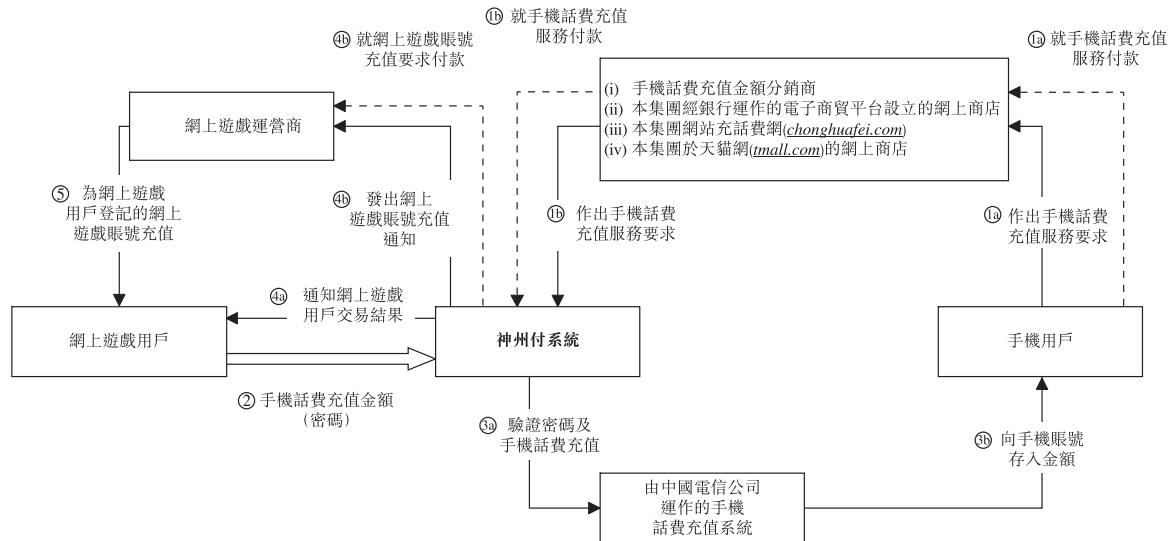 1b 就手機話費充值
服務付款
4b 就網上遊戲賬號
充值要求付款
1a 就手機話費充值
服務付款
(i) 手機話費充值金額分銷商
(ii) 本集團經銀行運作的電子商貿平台設立的網上商店
(iii) 本集團網站充話費網(chonghuafei.com)
(iv) 本集團於天貓網(tmall.com)的網上商店
網上遊戲運營商
5 為網上遊戲
用戶登記的網上
遊戲賬號充值
4b 發出網上
遊戲賬號充值
通知
1b 作出手機話費
充值服務要求
1a 作出手機話費
充值服務要求
4a 通知網上遊戲
用戶交易結果
網上遊戲用戶
神州付系統
手機用戶
2 手機話費充值金額
(密碼)
3a 驗證密碼及
手機話費充值
3b 向手機賬號
存入金額
由中國電信公司
運作的手機
話費充值系統